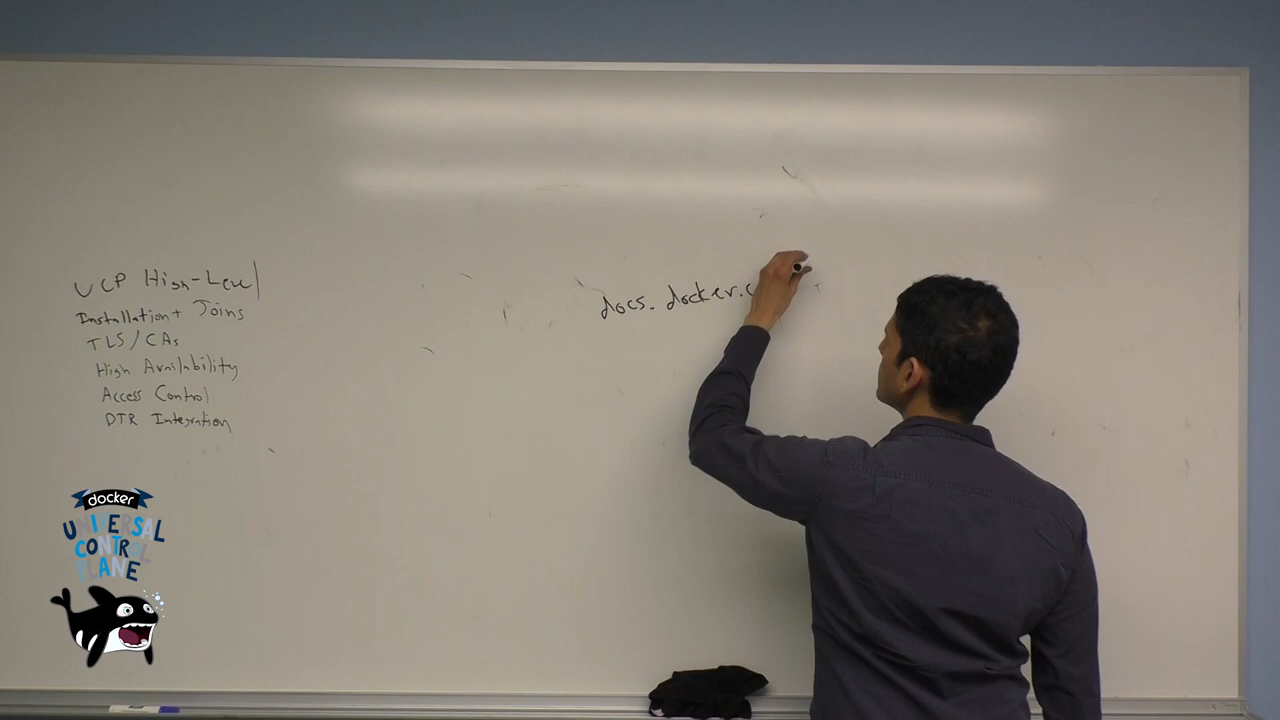 UCP High-Level
Installation + Joins
TLS/CAs
High Availability
Access Control
DTR Integration
docs.docker.c
docker
UNIVERSAL
CONTROL
PLANE